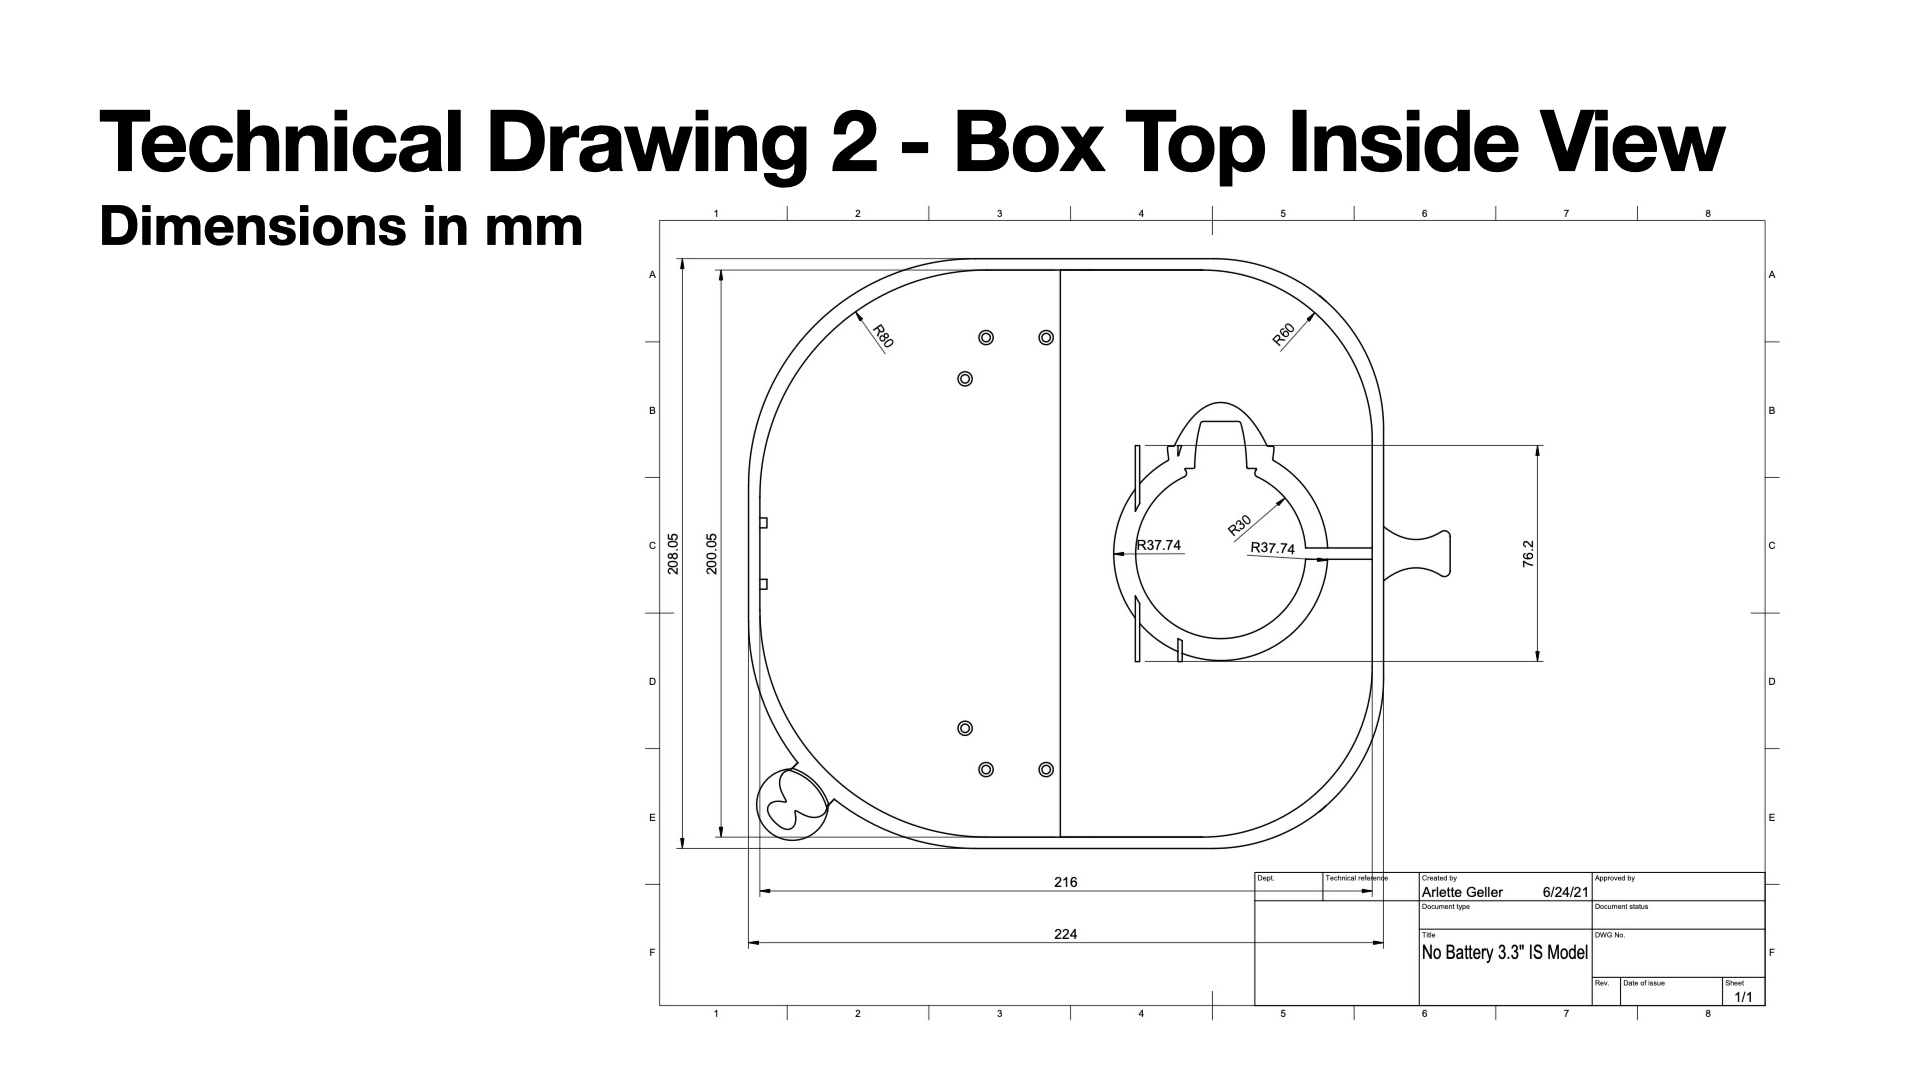 Technical Drawing 2 - Box Top Inside View
Dimensions in mm
1 2 3 4 5 6 7 8
A A
R80
R60
B B
208.05
200.05
R30
R37.74
R37.74
76.2
C C
D D
E E
216
224
Dept.
Technical reference
Created by
Arlette Geller 6/24/21
Approved by
Document type
Document status
Title
No Battery 3.3" IS Model
DWG No.
F F
Rev.
Date of issue
Sheet
1/1
1 2 3 4 5 6 7 8